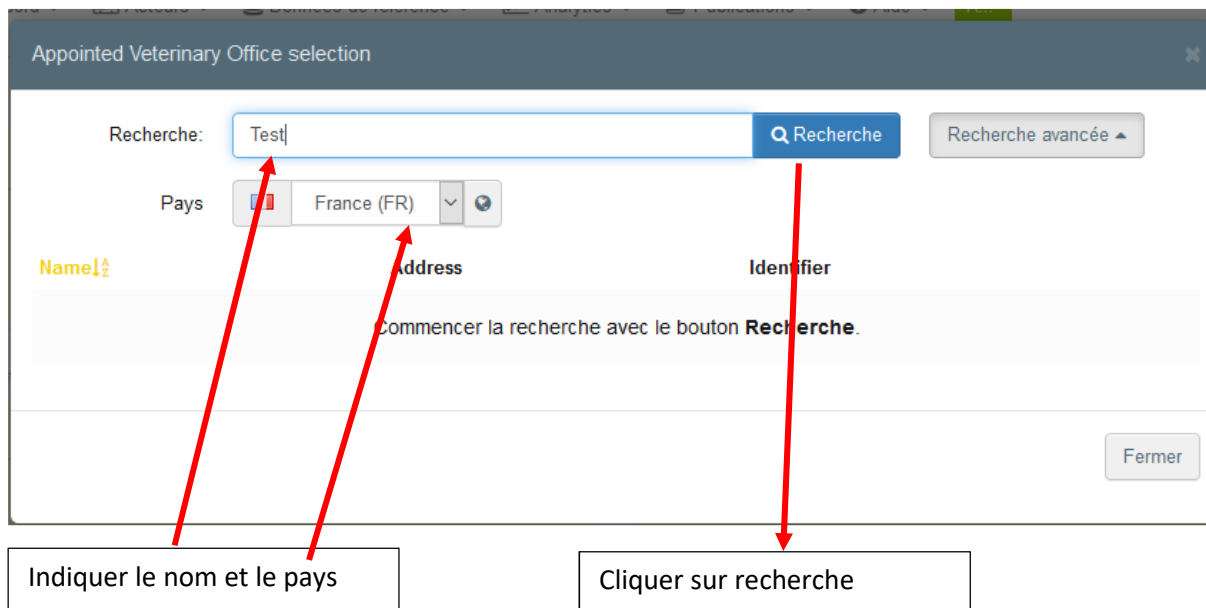 Appointed Veterinary Office selection
Recherche: Test Recherche Recherche avancée
Pays France (FR)
Name Address Identifier
Commencer la recherche avec le bouton Recherche.
Fermer
Indiquer le nom et le pays
Cliquer sur recherche